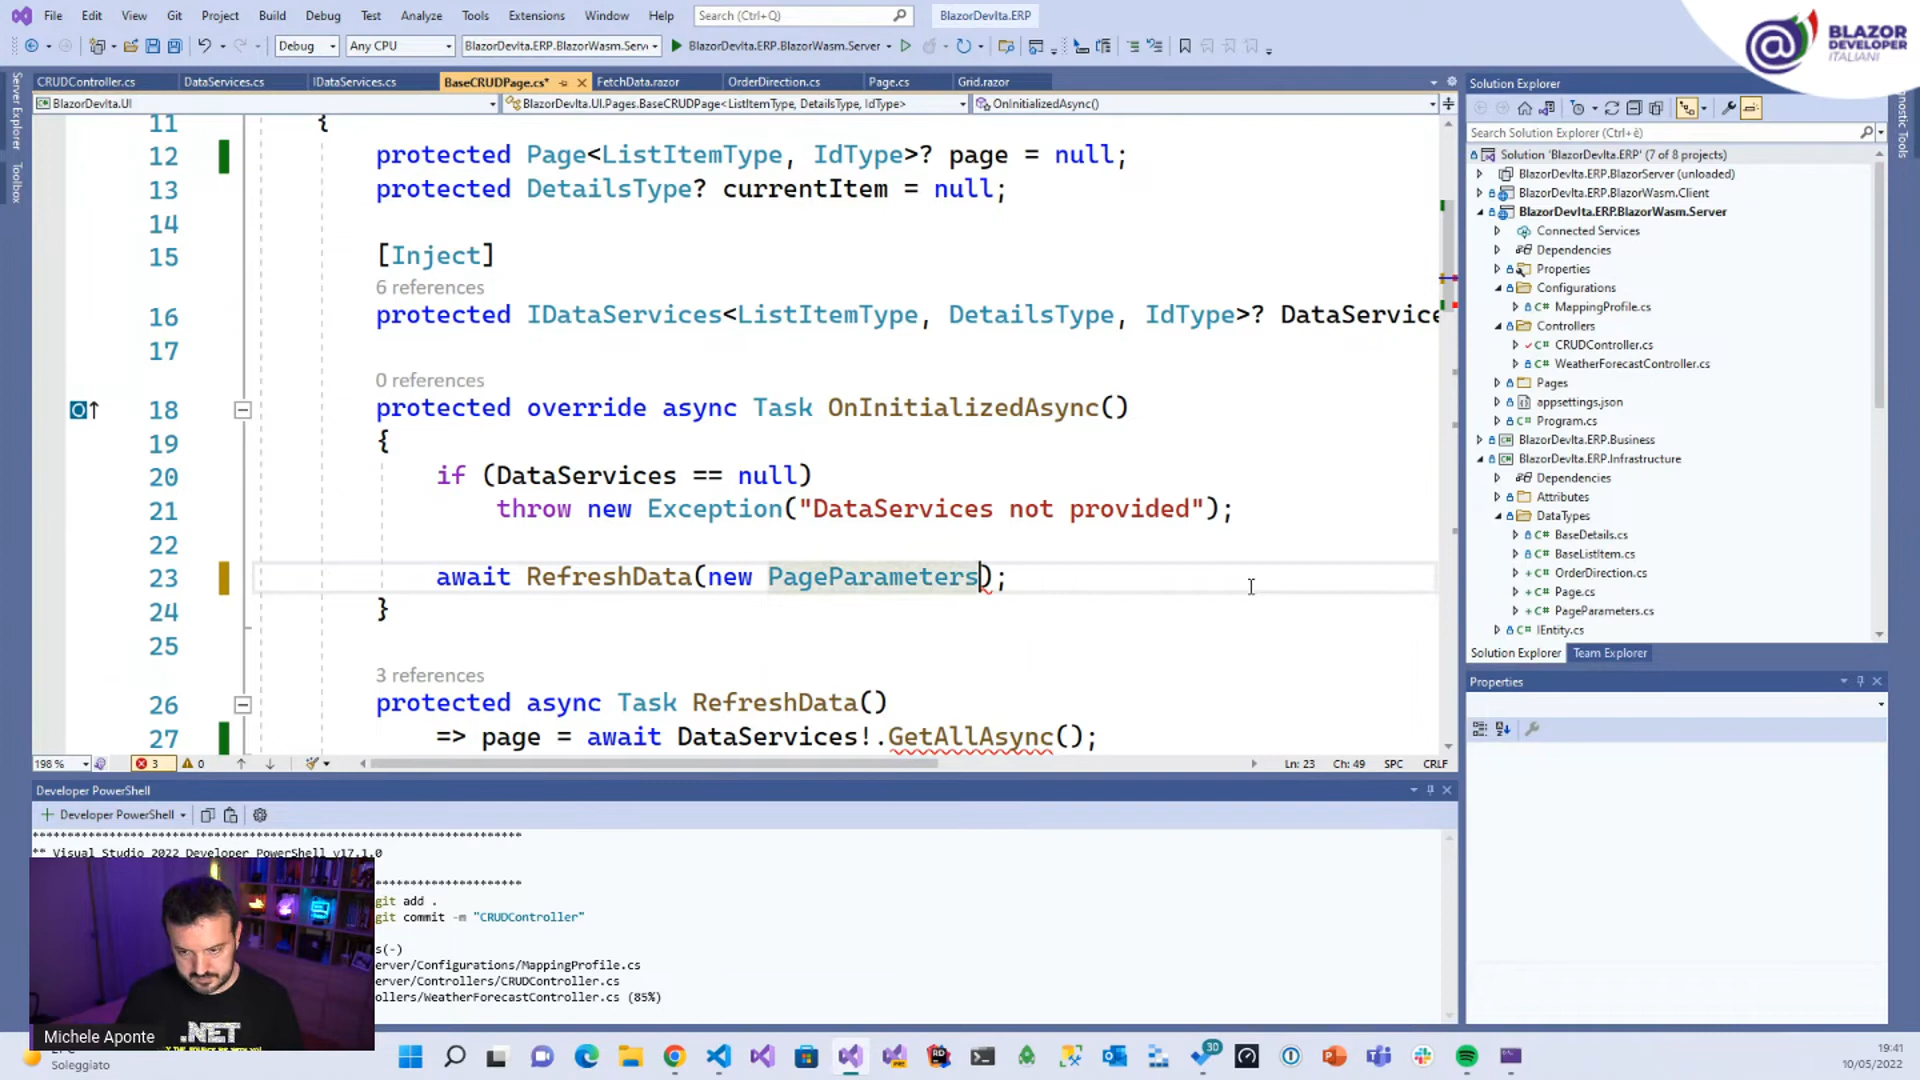 File Edit View Git Project Build Debug Test Analyze Tools Extensions Window Help Search (Ctrl+Q) BlazorDevIta.ERP
BLAZOR
DEVELOPER
ITALIANI
Debug Any CPU BlazorDevIta.ERP.BlazorWasm.Serv BlazorDevIta.ERP.BlazorWasm.Server
CRUDController.cs DataServices.cs IDataServices.cs BaseCRUDPage.cs* FetchData.razor OrderDirection.cs Page.cs Grid.razor
BlazorDevIta.UI BlazorDevIta.UI.Pages.BaseCRUDPage<ListItemType, DetailsType, IdType> OnInitializedAsync()
Server Explorer
Toolbox
11 {
12 protected Page<ListItemType, IdType>? page = null;
13 protected DetailsType? currentItem = null;
14
15 [Inject]
6 references
16 protected IDataServices<ListItemType, DetailsType, IdType>? DataService
17
0 references
18 protected override async Task OnInitializedAsync()
19 {
20 if (DataServices == null)
21 throw new Exception("DataServices not provided");
22
23 await RefreshData(new PageParameters);
24 }
25
3 references
26 protected async Task RefreshData()
27 => page = await DataServices!.GetAllAsync();
198 % 3 0 Ln: 23 Ch: 49 SPC CRLF
Solution Explorer
Search Solution Explorer (Ctrl+è)
Solution 'BlazorDevIta.ERP' (7 of 8 projects)
BlazorDevIta.ERP.BlazorServer (unloaded)
BlazorDevIta.ERP.BlazorWasm.Client
BlazorDevIta.ERP.BlazorWasm.Server
Connected Services
Dependencies
Properties
Configurations
C# MappingProfile.cs
Controllers
C# CRUDController.cs
C# WeatherForecastController.cs
Pages
appsettings.json
C# Program.cs
BlazorDevIta.ERP.Business
BlazorDevIta.ERP.Infrastructure
Dependencies
Attributes
DataTypes
C# BaseDetails.cs
C# BaseListItem.cs
C# OrderDirection.cs
C# Page.cs
C# PageParameters.cs
C# IEntity.cs
Solution Explorer Team Explorer
Properties
nostic Tools
Developer PowerShell
Developer PowerShell
**********************************************************************
** Visual Studio 2022 Developer PowerShell v17.1.0
git add .
git commit -m "CRUDController"
s(-)
erver/Configurations/MappingProfile.cs
erver/Controllers/CRUDController.cs
ollers/WeatherForecastController.cs (85%)
.NET
Michele Aponte
Soleggiato
30
19:41
10/05/2022